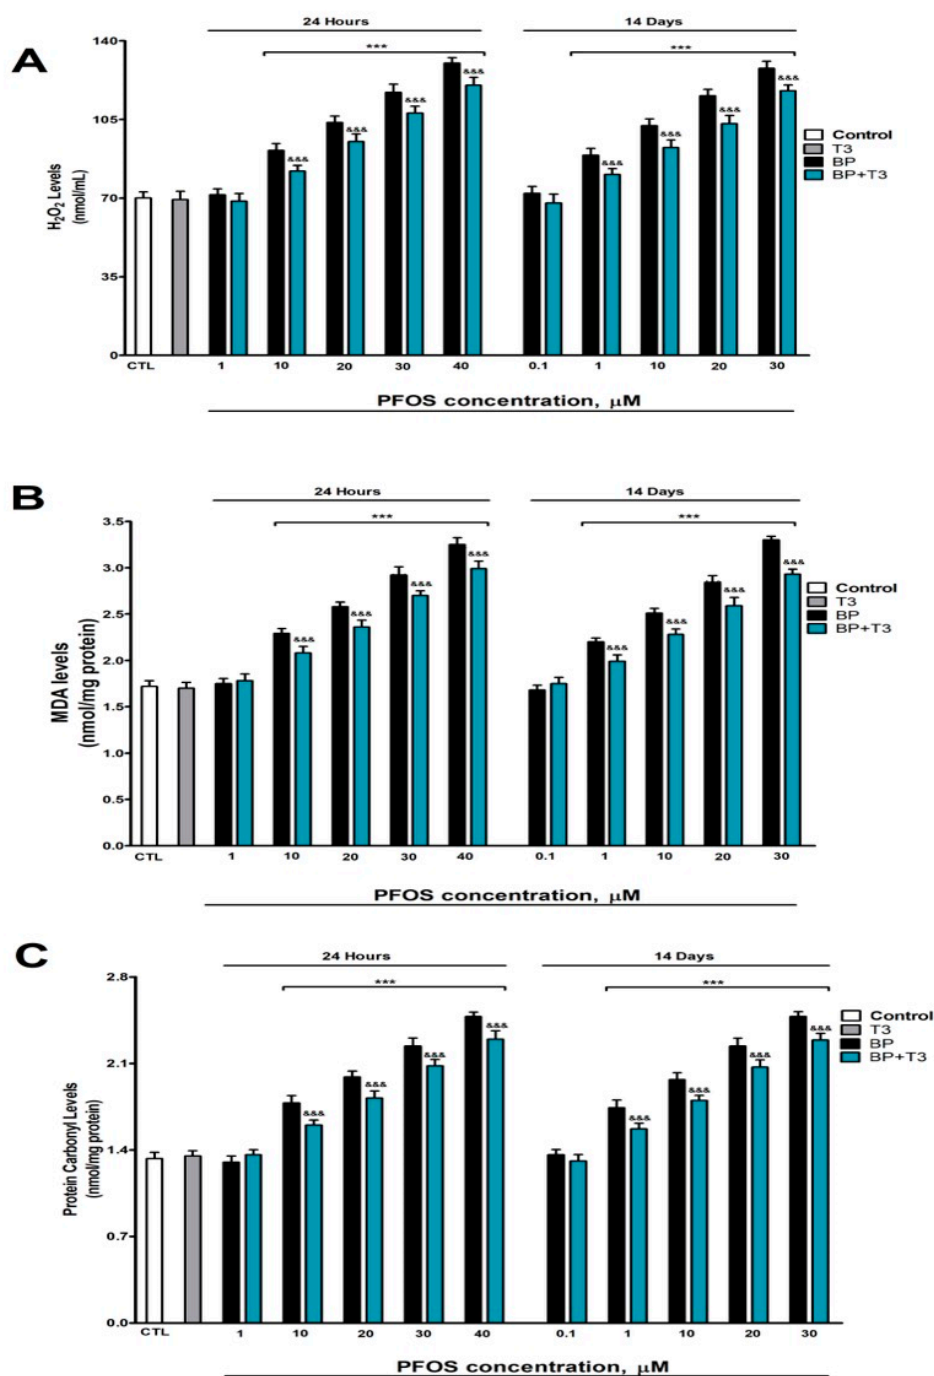 A
24 Hours
14 Days
***
***
140
105
70
35
0
H₂O₂ Levels
(nmol/mL)
&&&
&&&
&&&
&&&
&&&
&&&
&&&
&&&
Control
T3
BP
BP+T3
CTL
1
10
20
30
40
0.1
1
10
20
30
PFOS concentration, µM
B
24 Hours
14 Days
***
***
3.5
3.0
2.5
2.0
1.5
1.0
0.5
0.0
MDA levels
(nmol/mg protein)
&&&
&&&
&&&
&&&
&&&
&&&
&&&
&&&
Control
T3
BP
BP+T3
CTL
1
10
20
30
40
0.1
1
10
20
30
PFOS concentration, µM
C
24 Hours
14 Days
***
***
2.8
2.1
1.4
0.7
0.0
Protein Carbonyl Levels
(nmol/mg protein)
&&&
&&&
&&&
&&&
&&&
&&&
&&&
&&&
Control
T3
BP
BP+T3
CTL
1
10
20
30
40
0.1
1
10
20
30
PFOS concentration, µM